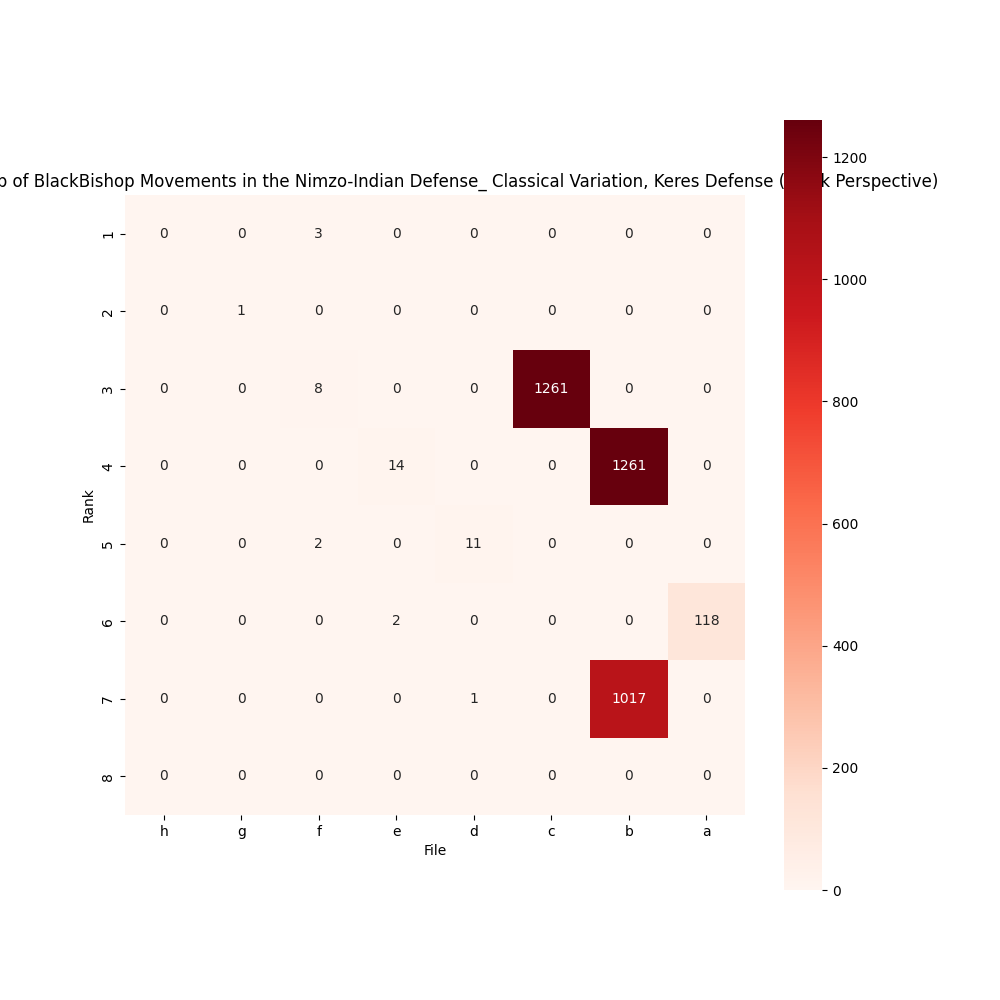 of BlackBishop Movements in the Nimzo-Indian Defense_ Classical Variation, Keres Defense ( Perspective)
Rank
1 0 0 3 0 0 0 0 0
2 0 1 0 0 0 0 0 0
3 0 0 8 0 0 1261 0 0
4 0 0 0 14 0 0 1261 0
5 0 0 2 0 11 0 0 0
6 0 0 0 2 0 0 0 118
7 0 0 0 0 1 0 1017 0
8 0 0 0 0 0 0 0 0
h g f e d c b a
File
1200
1000
800
600
400
200
0